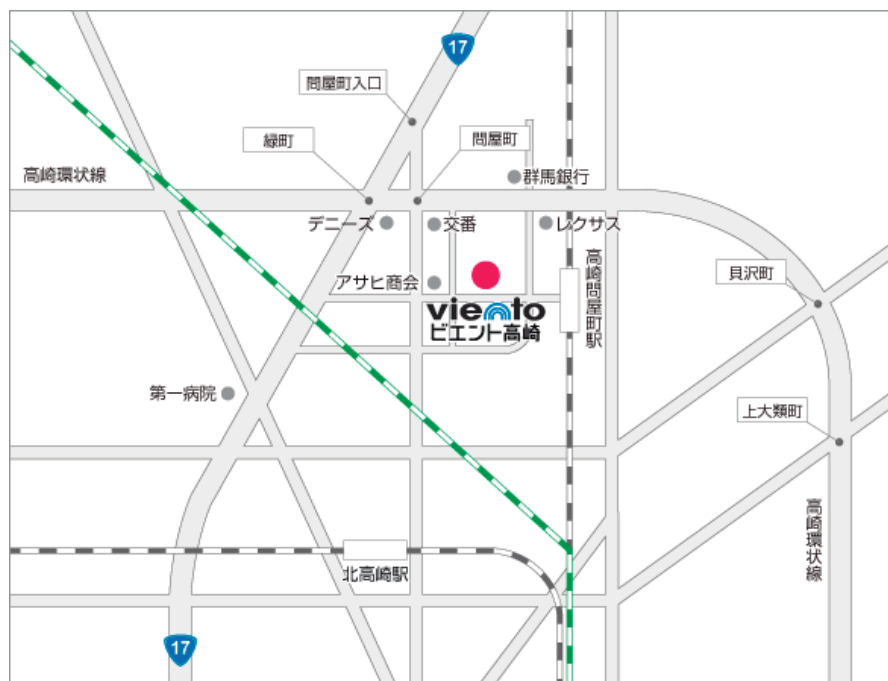 17
問屋町入口
緑町
問屋町
高崎環状線
群馬銀行
デニーズ
交番
レクサス
高崎問屋町駅
貝沢町
アサヒ商会
viento
ビエント高崎
第一病院
上大類町
高崎環状線
北高崎駅
17